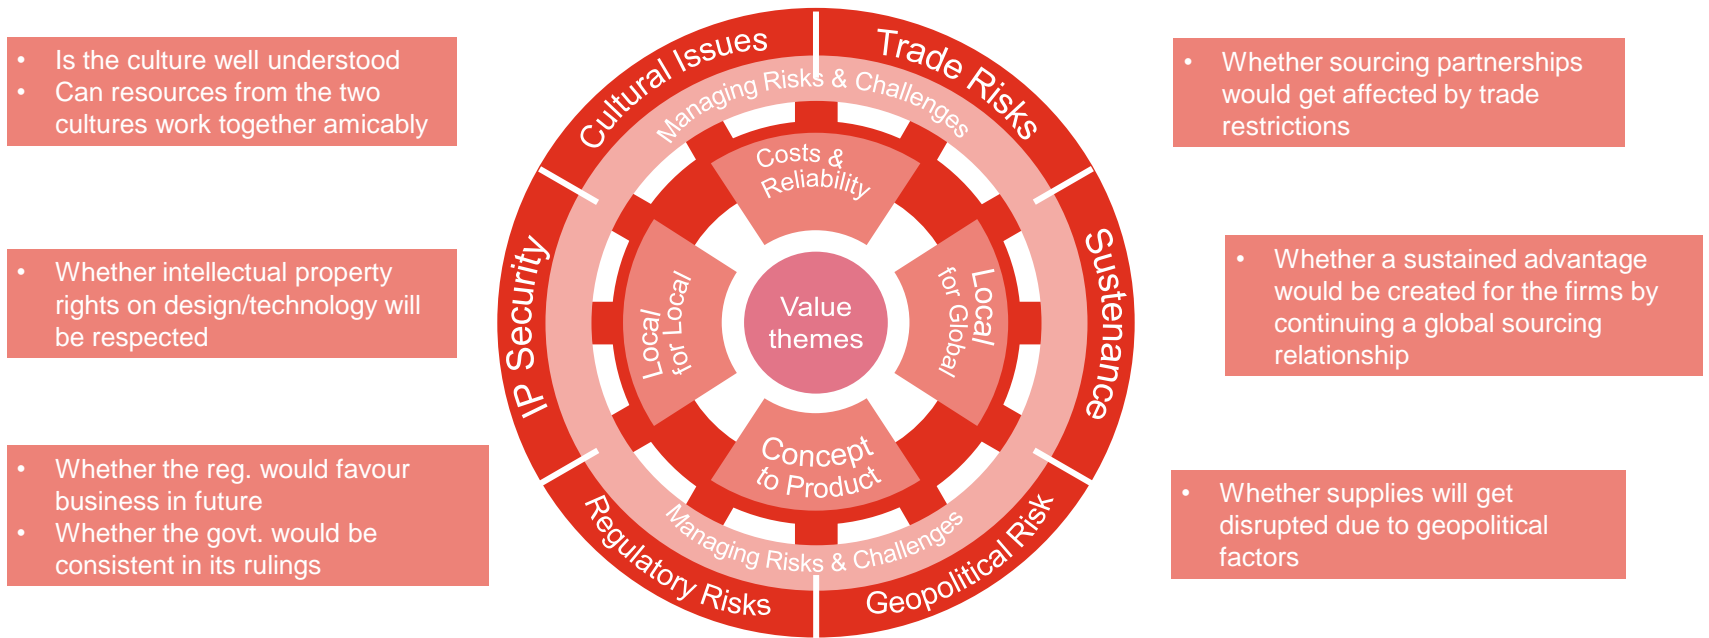 • Is the culture well understood
• Can resources from the two
cultures work together amicably
• Whether intellectual property
rights on design/technology will
be respected
• Whether the reg. would favour
business in future
• Whether the govt. would be
consistent in its rulings
Cultural Issues
Trade Risks
Managing Risks & Challenges
Costs &
Reliability
IP Security
Local
for Local
Value
themes
Local
for Global
Sustenance
Concept
to Product
Managing Risks & Challenges
Regulatory Risks
Geopolitical Risk
• Whether sourcing partnerships
would get affected by trade
restrictions
• Whether a sustained advantage
would be created for the firms by
continuing a global sourcing
relationship
• Whether supplies will get
disrupted due to geopolitical
factors